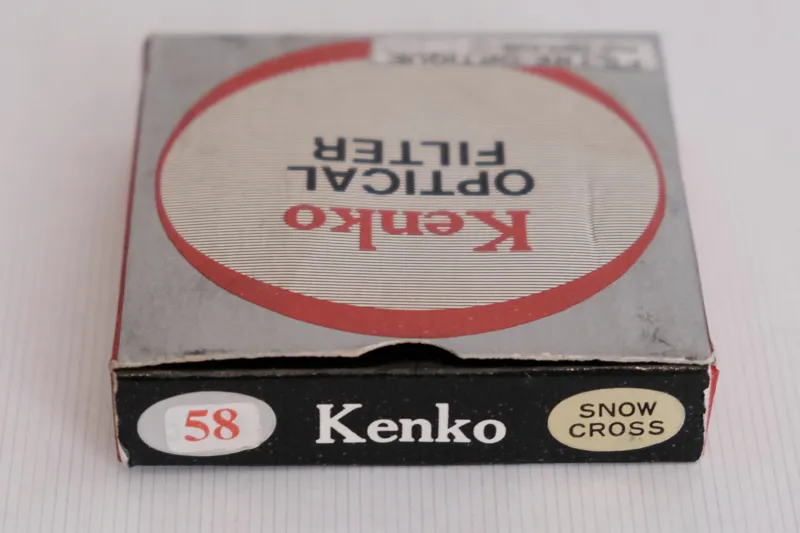 Kenko
OPTICAL
FILTER
58
Kenko
SNOW
CROSS